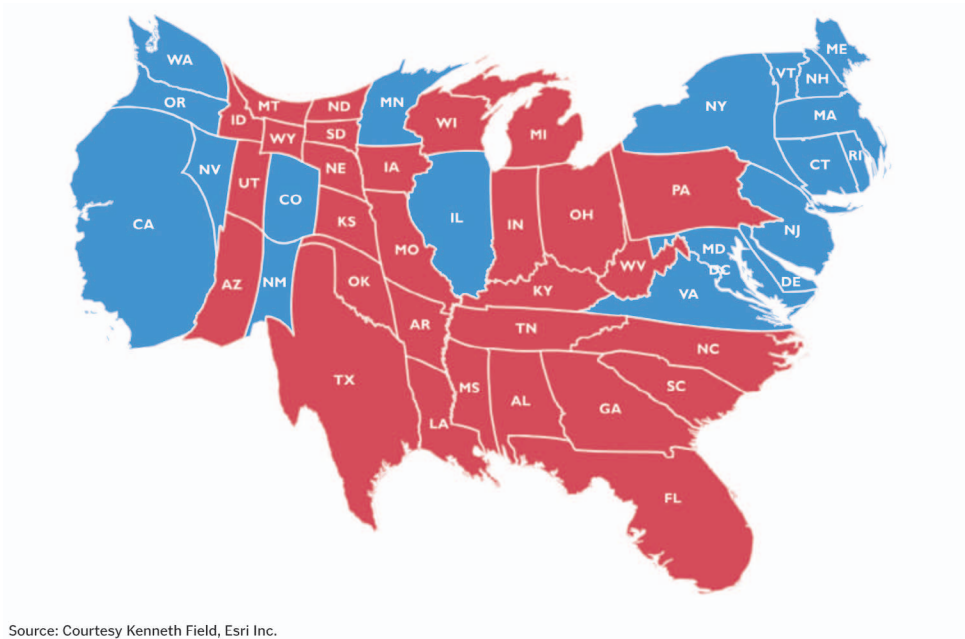 ME
WA
VT
NH
OR
MT
ND
MN
NY
MA
ID
WY
SD
WI
MI
CT
RI
NV
UT
NE
IA
CO
PA
CA
KS
IL
IN
OH
NJ
MO
MD
DC
WV
DE
AZ
NM
OK
KY
VA
AR
TN
NC
TX
MS
AL
SC
GA
LA
FL
Source: Courtesy Kenneth Field, Esri Inc.